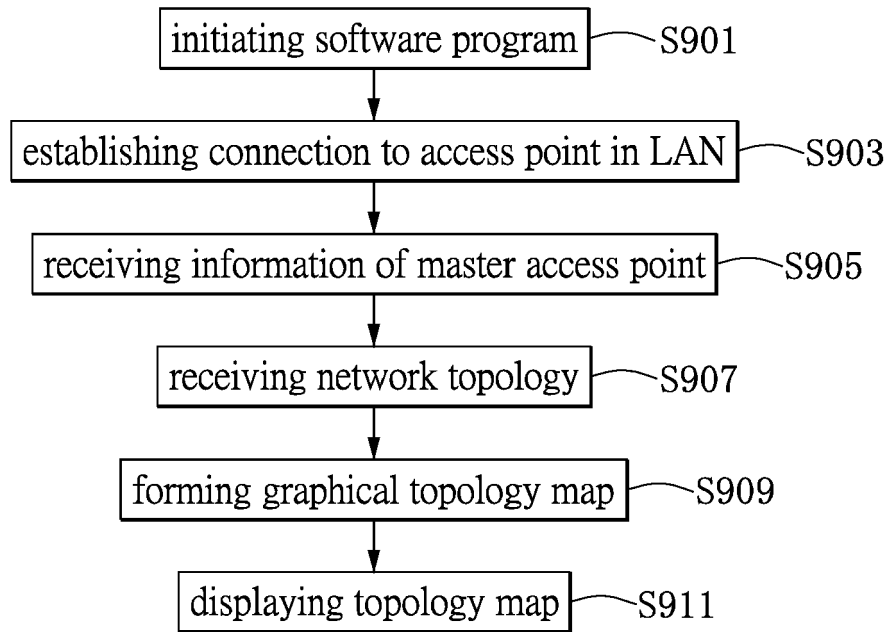 initiating software program S901
establishing connection to access point in LAN S903
receiving information of master access point S905
receiving network topology S907
forming graphical topology map S909
displaying topology map S911